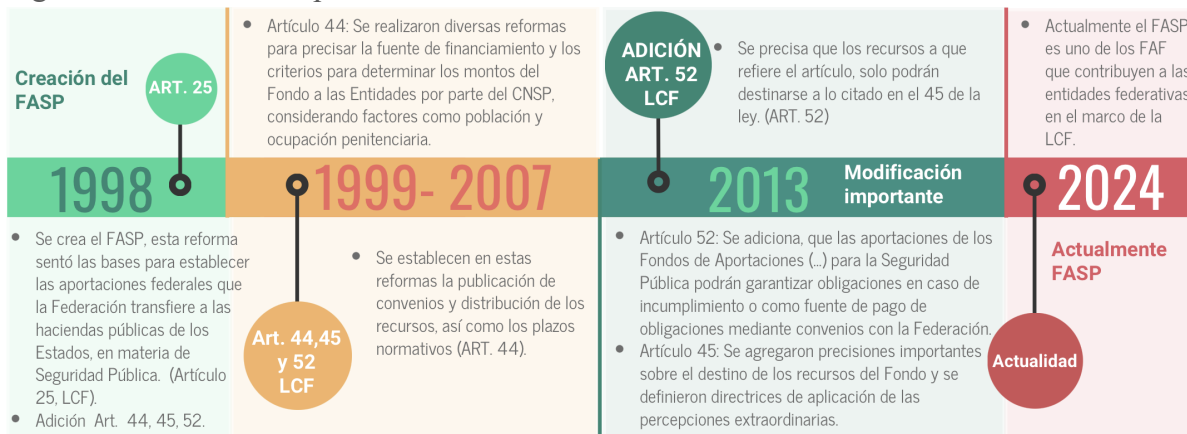 Creación del
FASP
ART. 25
1998
• Se crea el FASP, esta reforma
sentó las bases para establecer
las aportaciones federales que
la Federación transfiere a las
haciendas públicas de los
Estados, en materia de
Seguridad Pública. (Artículo
25, LCF).
• Adición Art. 44, 45, 52.
• Artículo 44: Se realizaron diversas reformas
para precisar la fuente de financiamiento y los
criterios para determinar los montos del
Fondo a las Entidades por parte del CNSP,
considerando factores como población y
ocupación penitenciaria.
1999- 2007
Art. 44,45
y 52
LCF
• Se establecen en estas
reformas la publicación de
convenios y distribución de los
recursos, así como los plazos
normativos (ART. 44).
ADICIÓN
ART. 52
LCF
• Se precisa que los recursos a que
refiere el artículo, solo podrán
destinarse a lo citado en el 45 de la
ley. (ART. 52)
2013
Modificación
importante
• Artículo 52: Se adiciona, que las aportaciones de los
Fondos de Aportaciones (...) para la Seguridad
Pública podrán garantizar obligaciones en caso de
incumplimiento o como fuente de pago de
obligaciones mediante convenios con la Federación.
• Artículo 45: Se agregaron precisiones importantes
sobre el destino de los recursos del Fondo y se
definieron directrices de aplicación de las
percepciones extraordinarias.
• Actualmente el FASP
es uno de los FAF
que contribuyen a las
entidades federativas
en el marco de la
LCF.
2024
Actualmente
FASP
Actualidad